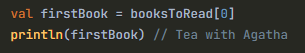 val firstBook = booksToRead[0]
println(firstBook) // Tea with Agatha